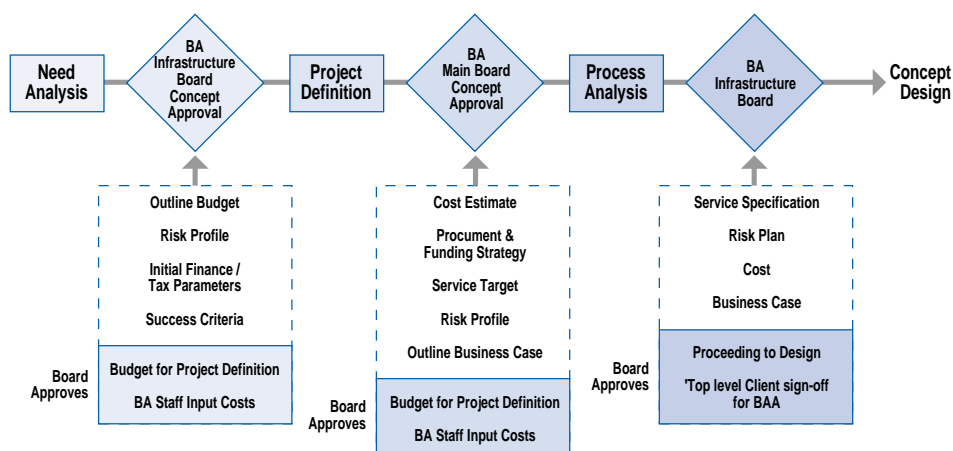 Need
Analysis
BA
Infrastructure
Board
Concept
Approval
Project
Definition
BA
Main Board
Concept
Approval
Process
Analysis
BA
Infrastructure
Board
Concept
Design
Outline Budget
Risk Profile
Initial Finance /
Tax Parameters
Success Criteria
Board
Approves
Budget for Project Definition
BA Staff Input Costs
Cost Estimate
Procument &
Funding Strategy
Service Target
Risk Profile
Outline Business Case
Board
Approves
Budget for Project Definition
BA Staff Input Costs
Service Specification
Risk Plan
Cost
Business Case
Board
Approves
Proceeding to Design
'Top level Client sign-off
for BAA